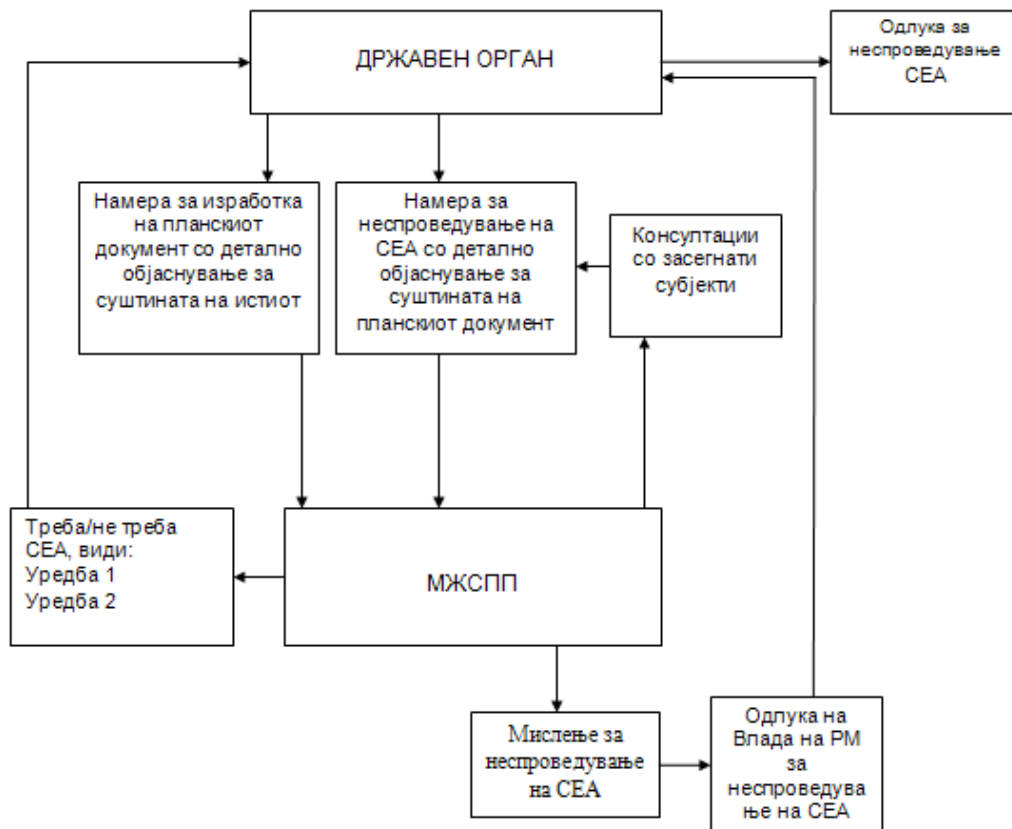 ДРЖАВЕН ОРГАН
Одлука за
неспроведување
СЕА
Намера за изработка
на планскиот
документ со детално
објаснување за
суштината на истиот
Намера за
неспроведување на
СЕА со детално
објаснување за
суштината на
планскиот документ
Консултации
со засегнати
субјекти
Треба/не треба
СЕА, види:
Уредба 1
Уредба 2
МЖСПП
Мислење за
неспроведување
на СЕА
Одлука на
Влада на РМ
за
неспроведува
ње на СЕА